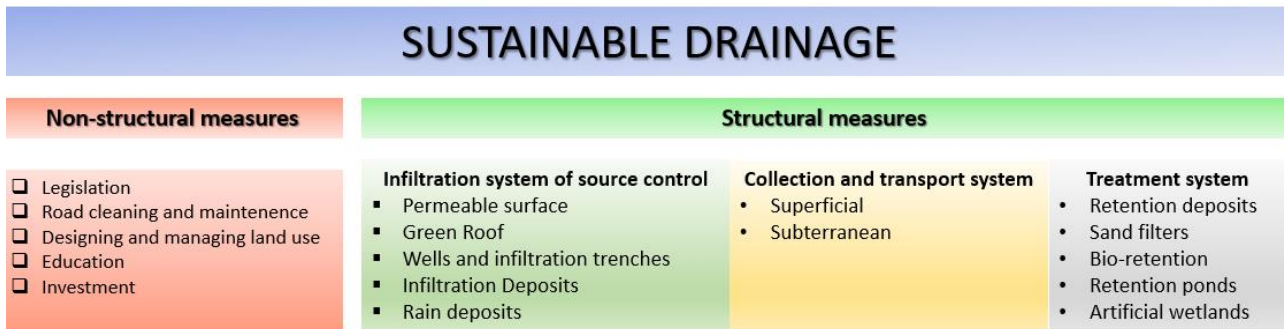 SUSTAINABLE DRAINAGE
Non-structural measures
Legislation
Road cleaning and maintenence
Designing and managing land use
Education
Investment
Structural measures
Infiltration system of source control
Permeable surface
Green Roof
Wells and infiltration trenches
Infiltration Deposits
Rain deposits
Collection and transport system
Superficial
Subterranean
Treatment system
Retention deposits
Sand filters
Bio-retention
Retention ponds
Artificial wetlands